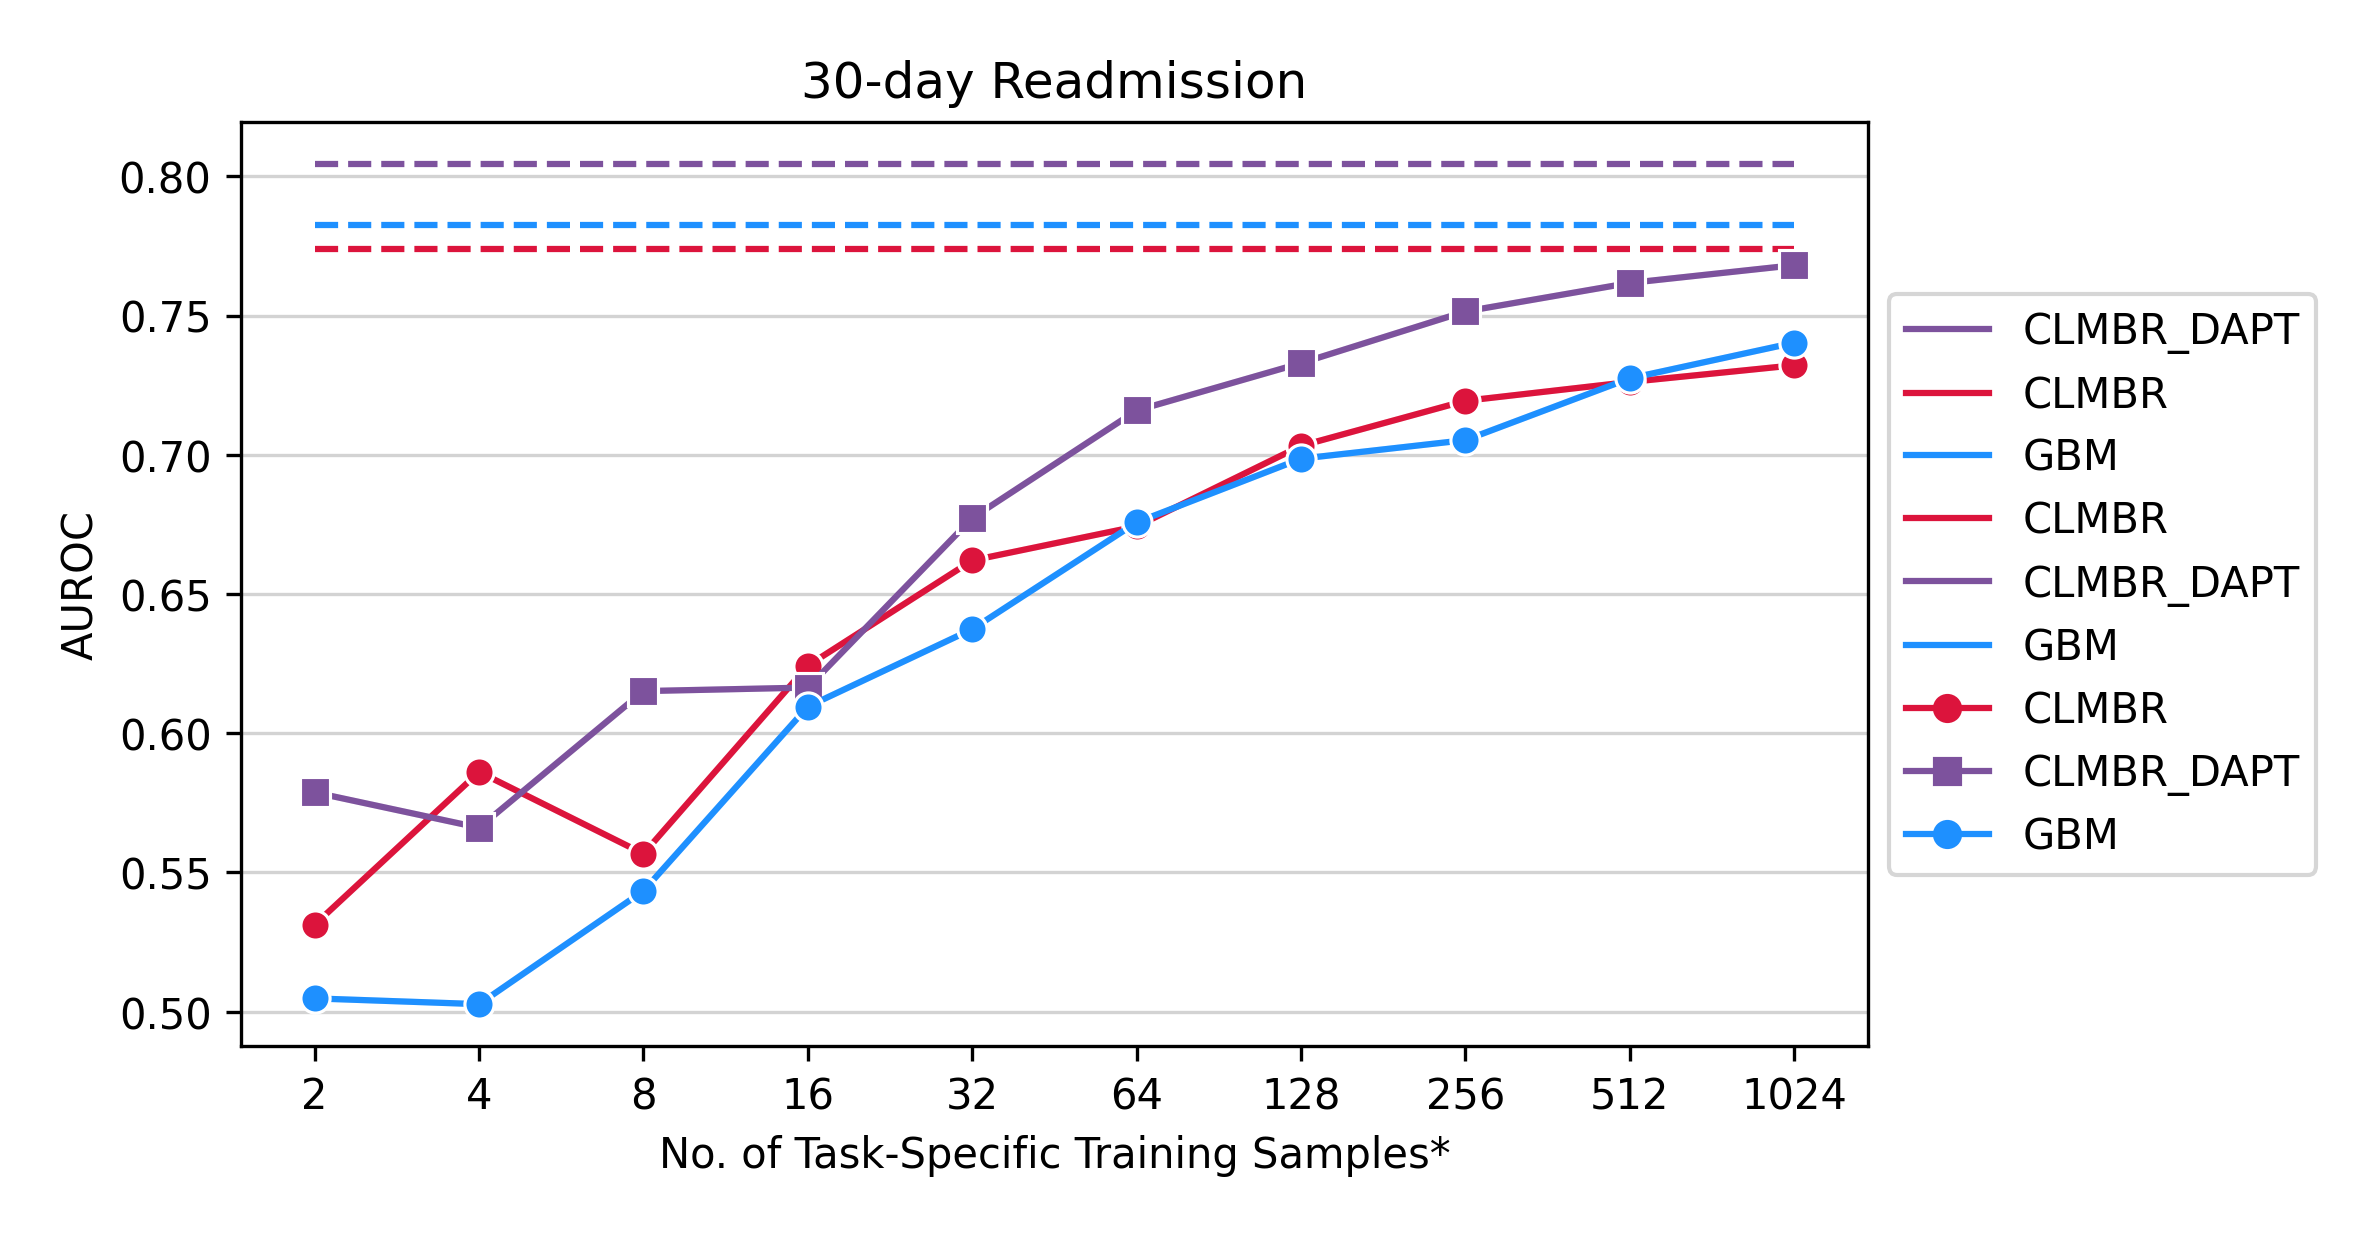 30-day Readmission
0.80
0.75
0.70
0.65
0.60
0.55
0.50
AUROC
2 4 8 16 32 64 128 256 512 1024
No. of Task-Specific Training Samples*
CLMBR_DAPT
CLMBR
GBM
CLMBR
CLMBR_DAPT
GBM
CLMBR
CLMBR_DAPT
GBM